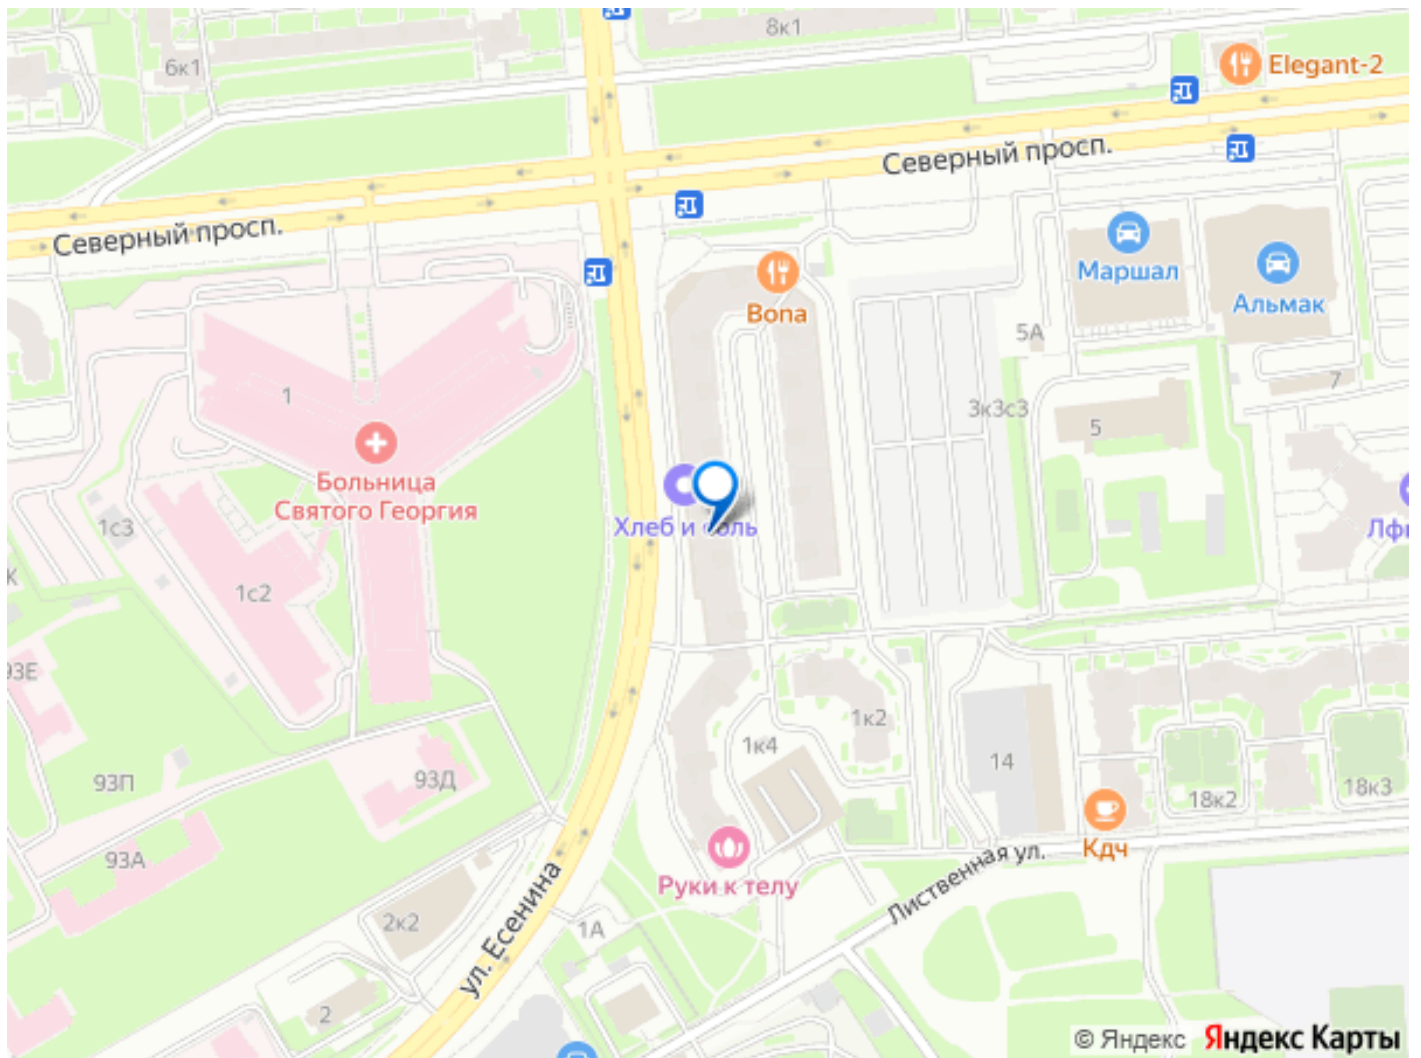 8к1
6к1
Elegant-2
Северный просп.
Северный просп.
Bona
Маршал
Альмак
5А
7
1
3к3с3
5
Больница
Святого Георгия
1с3
Хлеб и
1с2
93Е
1к2
1к4
14
93П
93Д
18к2
18к3
93А
Кдч
Лиственная ул.
Руки к телу
2к2
1А
ул. Есенина
2
© Яндекс Яндекс Карты